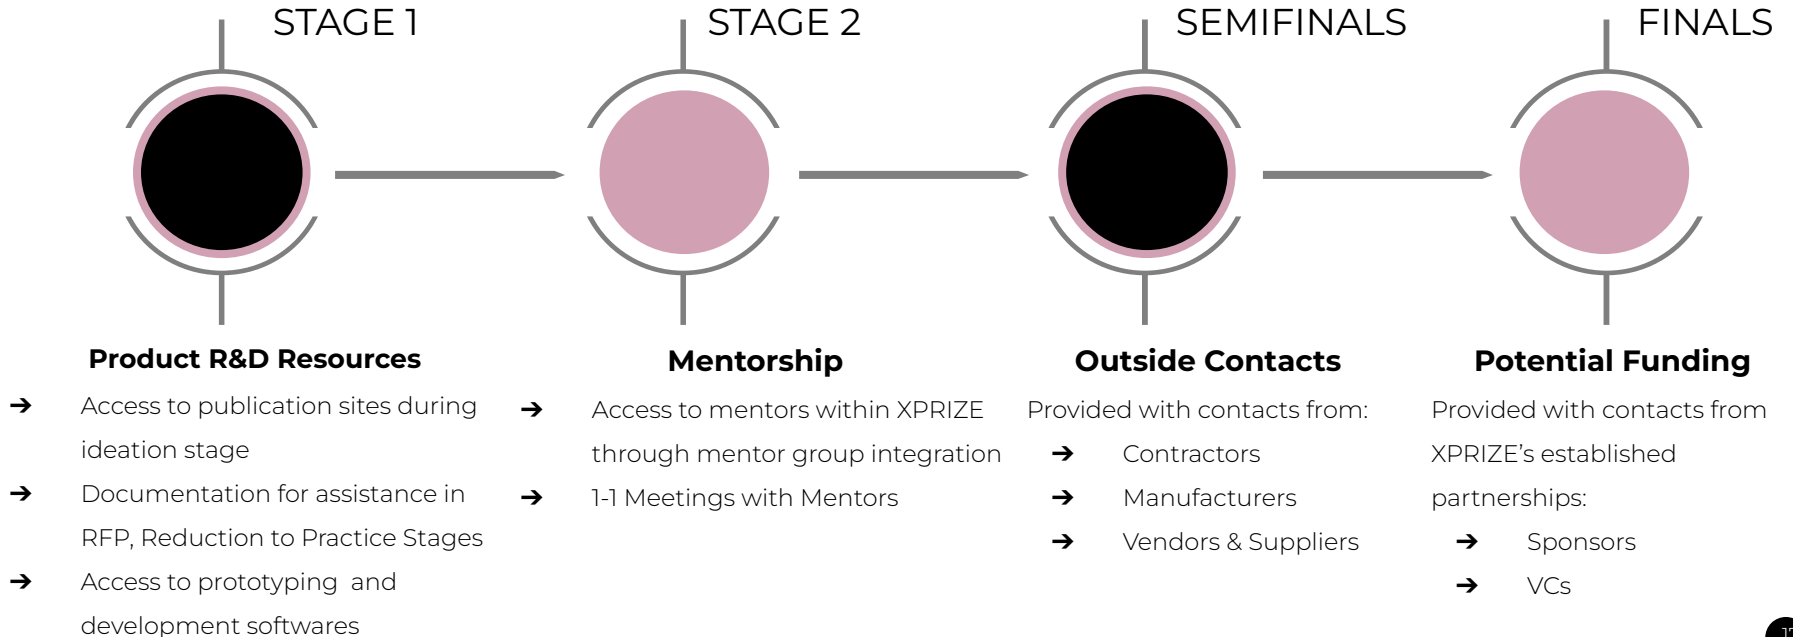 STAGE 1
STAGE 2
SEMIFINALS
FINALS
Product R&D Resources
➔ Access to publication sites during
ideation stage
➔ Documentation for assistance in
RFP, Reduction to Practice Stages
➔ Access to prototyping and
development softwares
Mentorship
➔ Access to mentors within XPRIZE
through mentor group integration
➔ 1-1 Meetings with Mentors
Outside Contacts
Provided with contacts from:
➔ Contractors
➔ Manufacturers
➔ Vendors & Suppliers
Potential Funding
Provided with contacts from
XPRIZE’s established
partnerships:
➔ Sponsors
➔ VCs